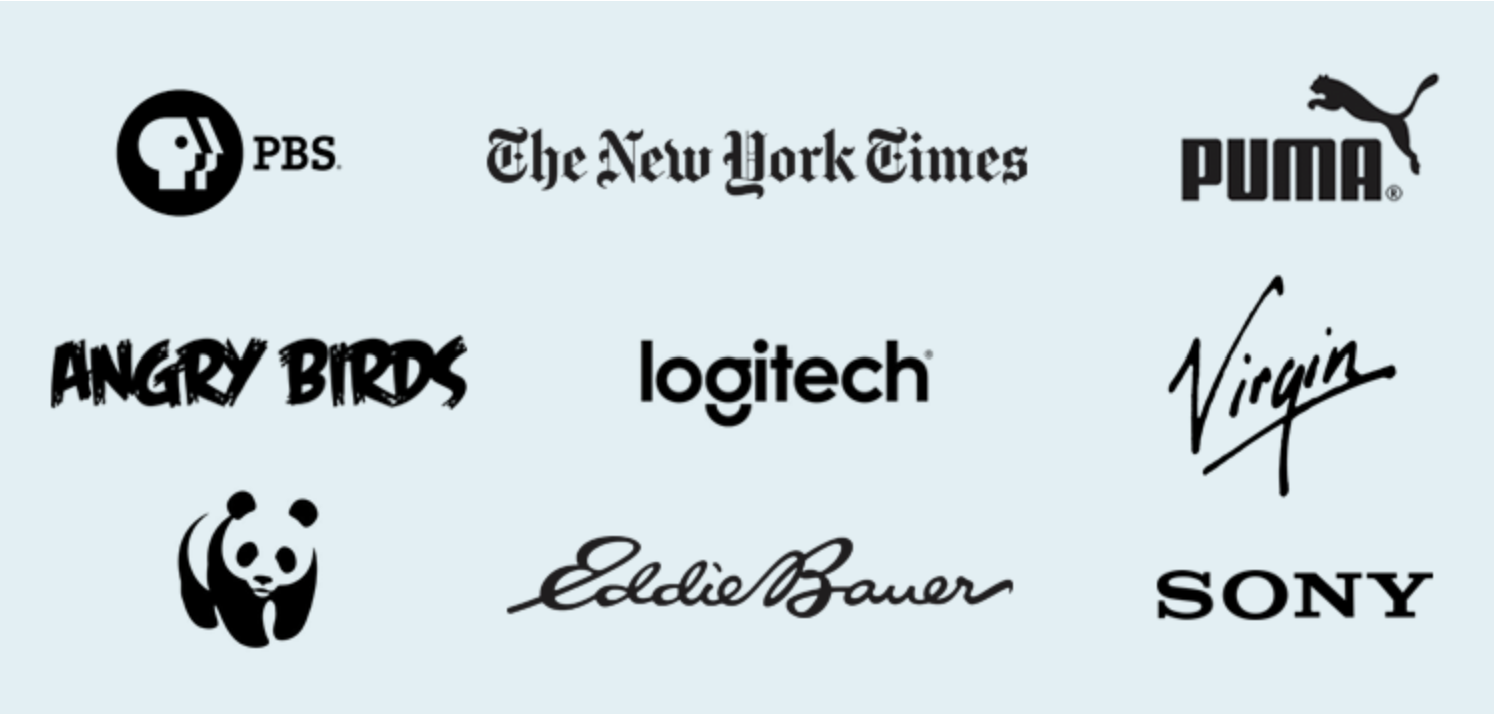 PBS.
The New York Times
PUMA®
ANGRY BIRDS
logitech®
Virgin
Eddie Bauer
SONY